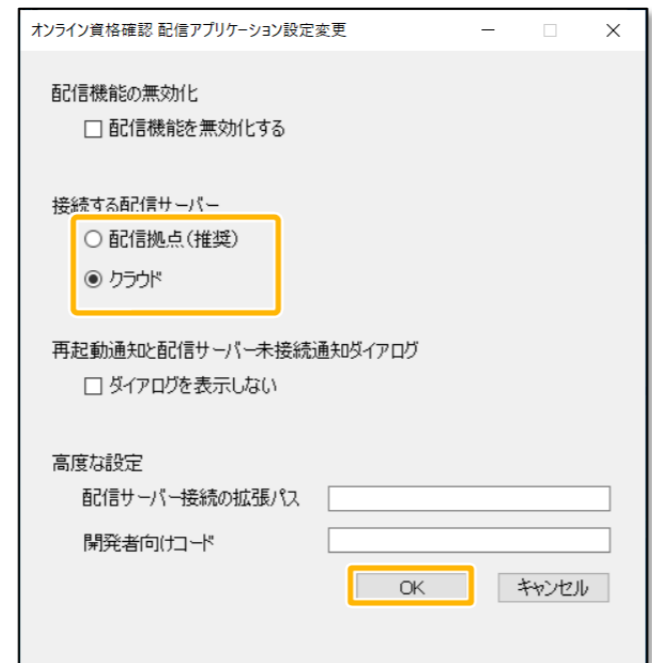 オンライン資格確認 配信アプリケーション設定変更
配信機能の無効化
配信機能を無効化する
接続する配信サーバー
配信拠点(推奨)
クラウド
再起動通知と配信サーバー未接続通知ダイアログ
ダイアログを表示しない
高度な設定
配信サーバー接続の拡張パス
開発者向けコード
OK キャンセル